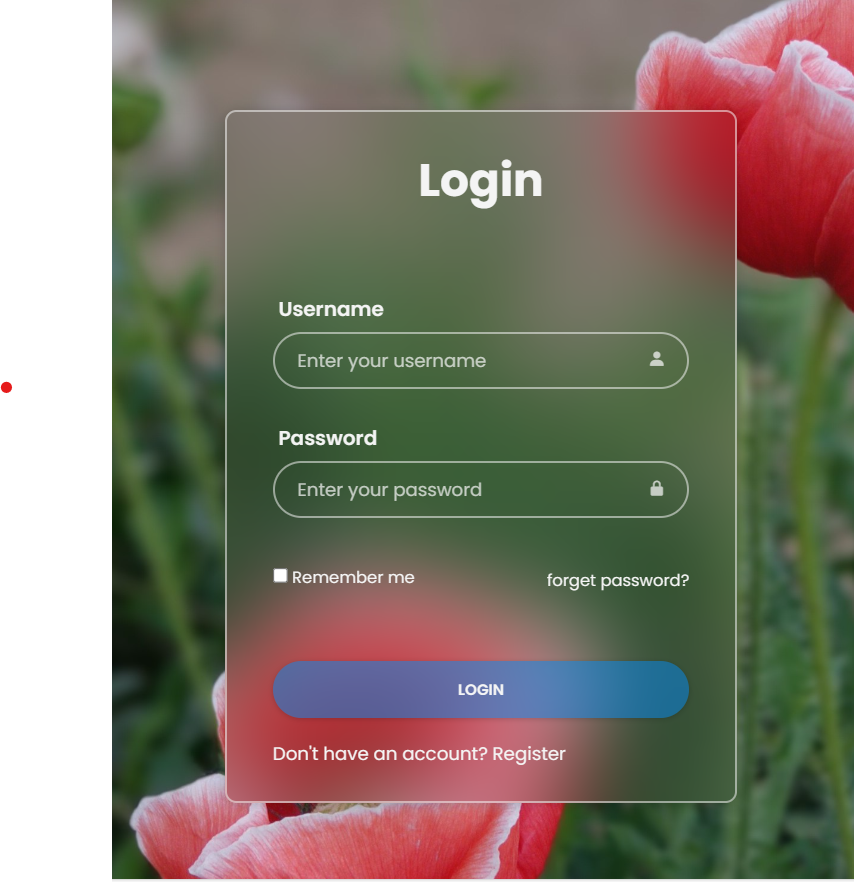 Login
Username
Enter your username
Password
Enter your password
Remember me forget password?
LOGIN
Don't have an account? Register